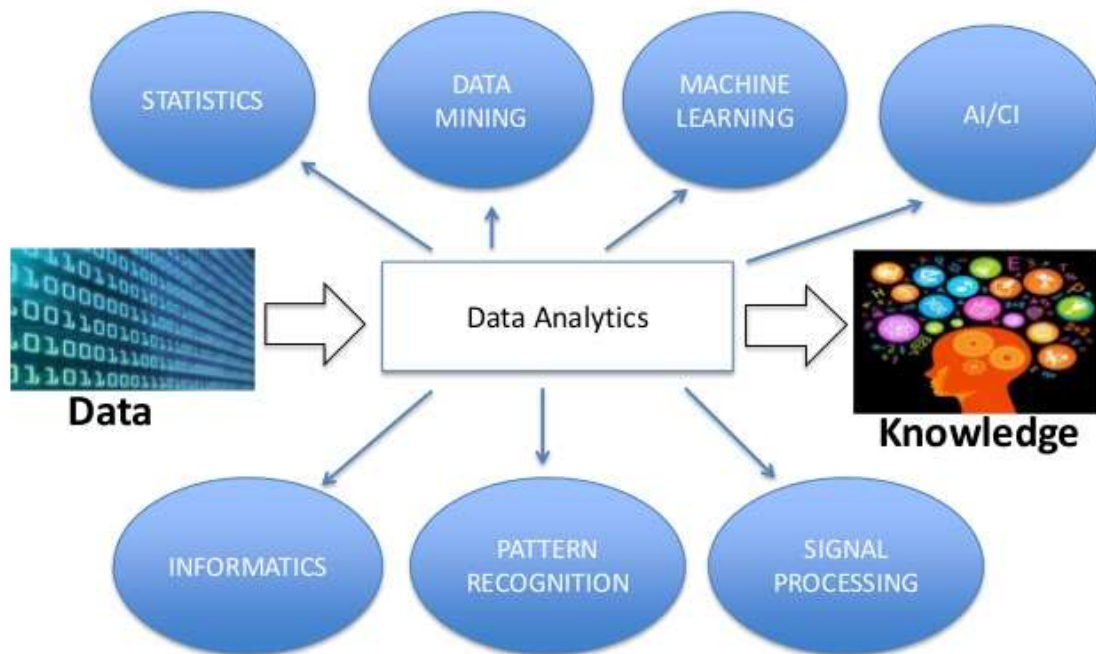 STATISTICS
DATA
MINING
MACHINE
LEARNING
AI/CI
Data Analytics
Data
Knowledge
INFORMATICS
PATTERN
RECOGNITION
SIGNAL
PROCESSING